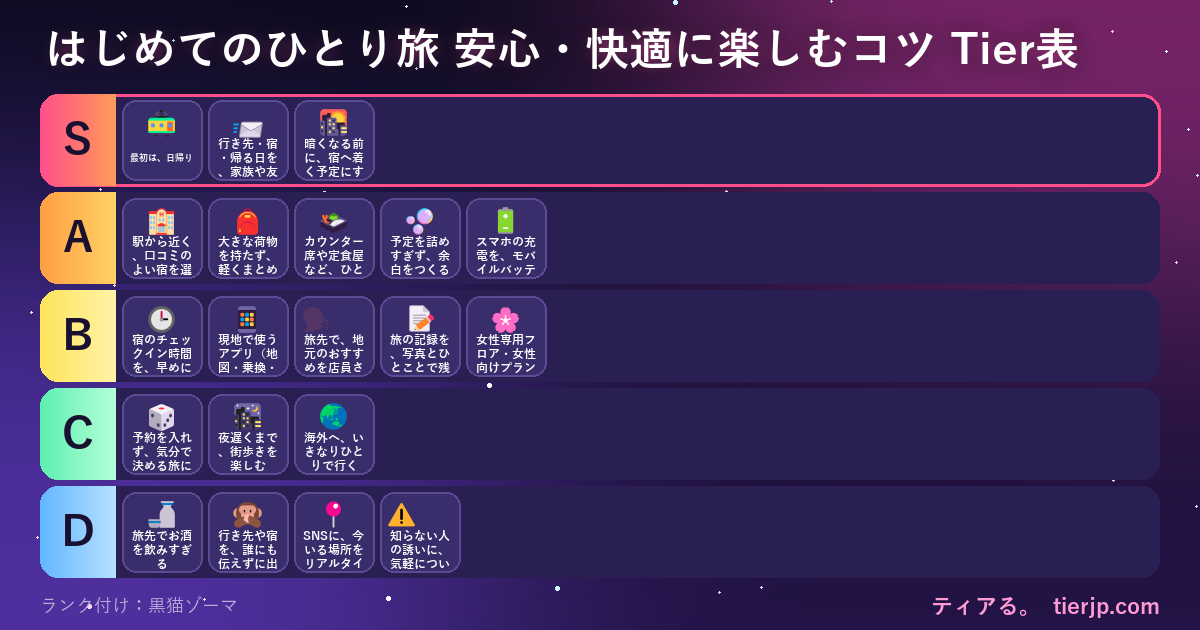 はじめてのひとり旅 安心・快適に楽しむコツ Tier表
S
最初は、日帰り
行き先・宿
・帰る日を
、家族や友
暗くなる前
に、宿へ着
く予定にす
A
駅から近く
、口コミの
よい宿を選
大きな荷物
を持たず、
軽くまとめ
カウンター
席や定食屋
など、ひと
予定を詰め
すぎず、余
白をつくる
スマホの充
電を、モバ
イルバッテ
B
宿のチェッ
クイン時間
を、早めに
現地で使う
アプリ（地
図・乗換・
旅先で、地
元のおすす
めを店員さ
旅の記録を
、写真とひ
とことで残
女性専用フ
ロア・女性
向けプラン
C
予約を入れ
ず、気分で
決める旅に
夜遅くまで
、街歩きを
楽しむ
海外へ、い
きなりひと
りで行く
D
旅先でお酒
を飲みすぎ
る
行き先や宿
を、誰にも
伝えずに出
SNSに、今
いる場所を
リアルタイ
知らない人
の誘いに、
気軽につい
ランク付け：黒猫ゾーマ
ティアる。 tierjp.com